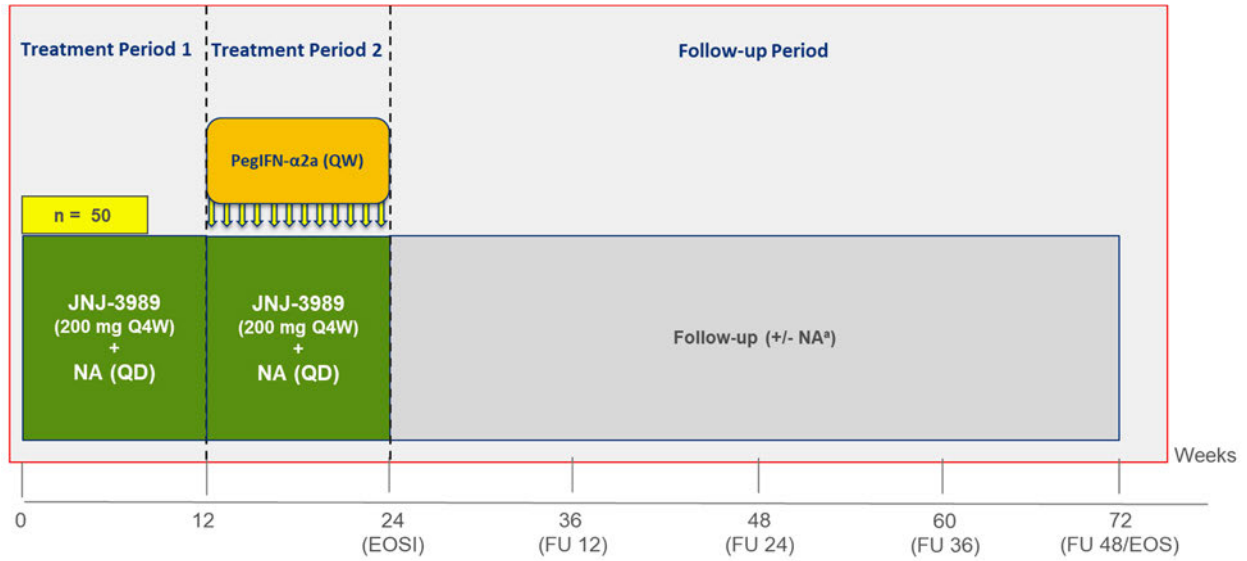 Treatment Period 1
Treatment Period 2
Follow-up Period
PegIFN-α2a (QW)
n = 50
JNJ-3989
(200 mg Q4W)
+
NA (QD)
JNJ-3989
(200 mg Q4W)
+
NA (QD)
Follow-up (+/- NAª)
Weeks
0
12
24
(EOSI)
36
(FU 12)
48
(FU 24)
60
(FU 36)
72
(FU 48/EOS)